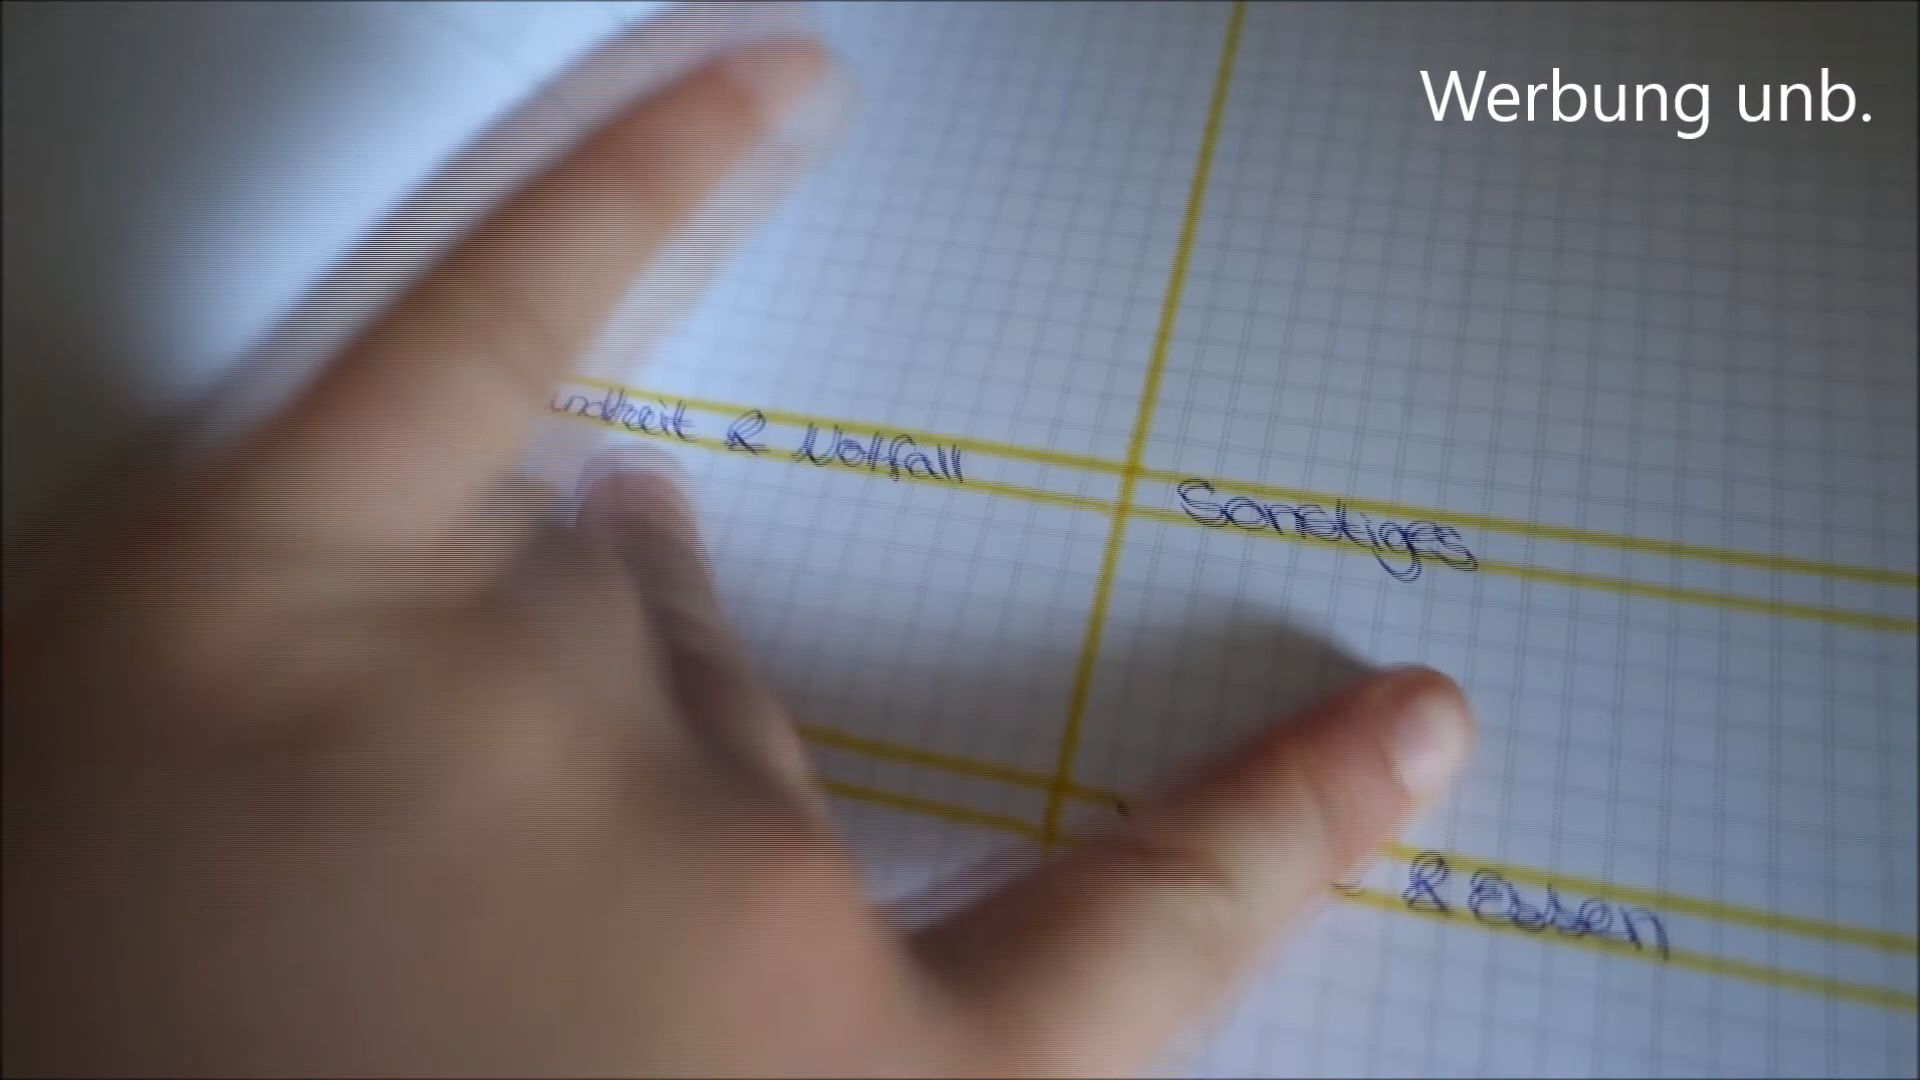 Werbung unb.
& Notfall
Sonstiges
& Essen